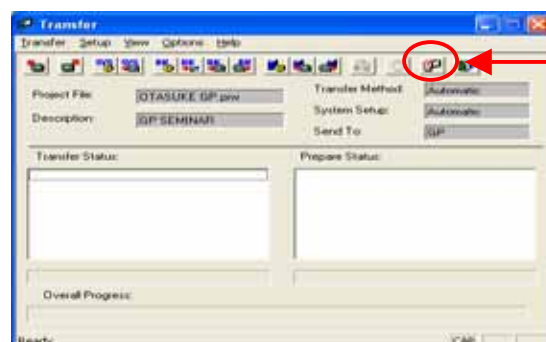 Transfer
Transfer Setup View Options Help
Project File: OTASUKE GP.prw
Description: GP SEMINAR
Transfer Method: Automatic
System Setup: Automatic
Send To: GP
Transfer Status:
Prepare Status:
Overall Progress:
Ready
CAP